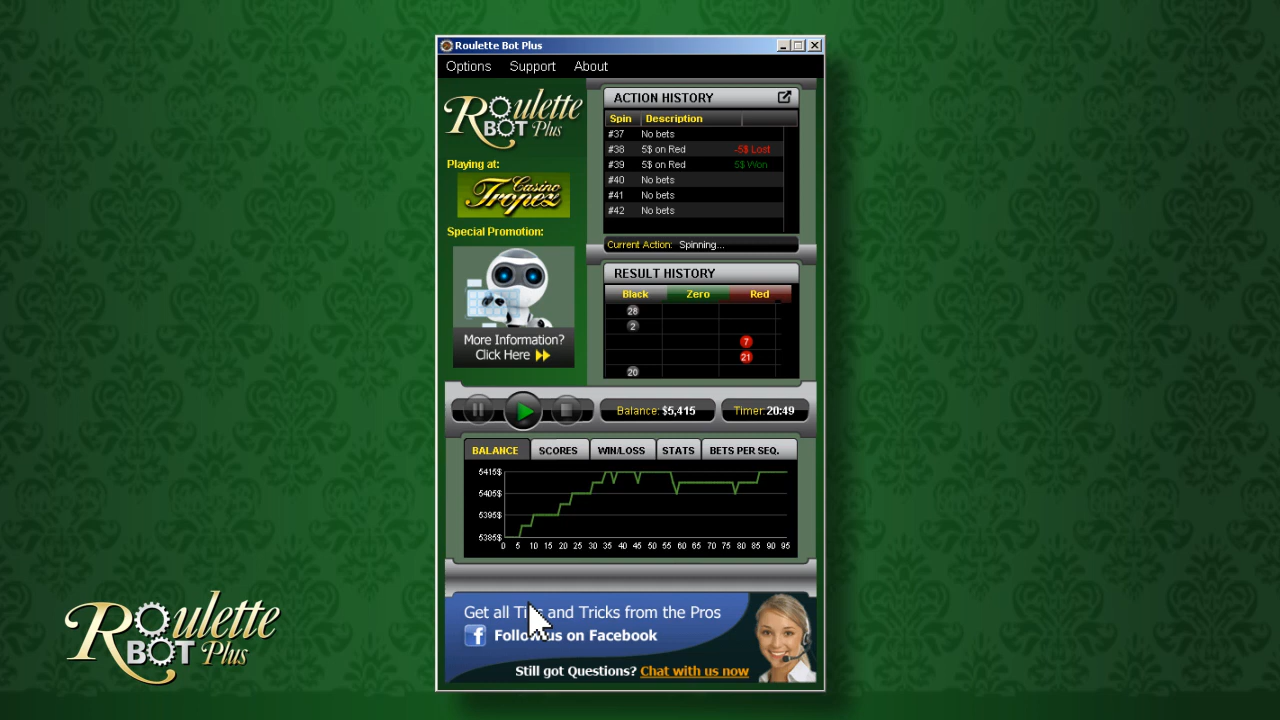 Roulette Bot Plus
Options Support About
Roulette
BOT Plus
Playing at:
Casino
Tropez
Special Promotion:
More Information?
Click Here
ACTION HISTORY
Spin Description
#37 No bets
#38 5$ on Red -5$ Lost
#39 5$ on Red 5$ Won
#40 No bets
#41 No bets
#42 No bets
Current Action: Spinning...
RESULT HISTORY
Black Zero Red
28
2
7
21
20
Balance: $5,415 Timer: 20:49
BALANCE SCORES WIN/LOSS STATS BETS PER SEQ.
5415$
5405$
5395$
5385$
0 5 10 15 20 25 30 35 40 45 50 55 60 65 70 75 80 85 90 95
Get all Tips and Tricks from the Pros
f Follow us on Facebook
Still got Questions? Chat with us now
Roulette
BOT Plus